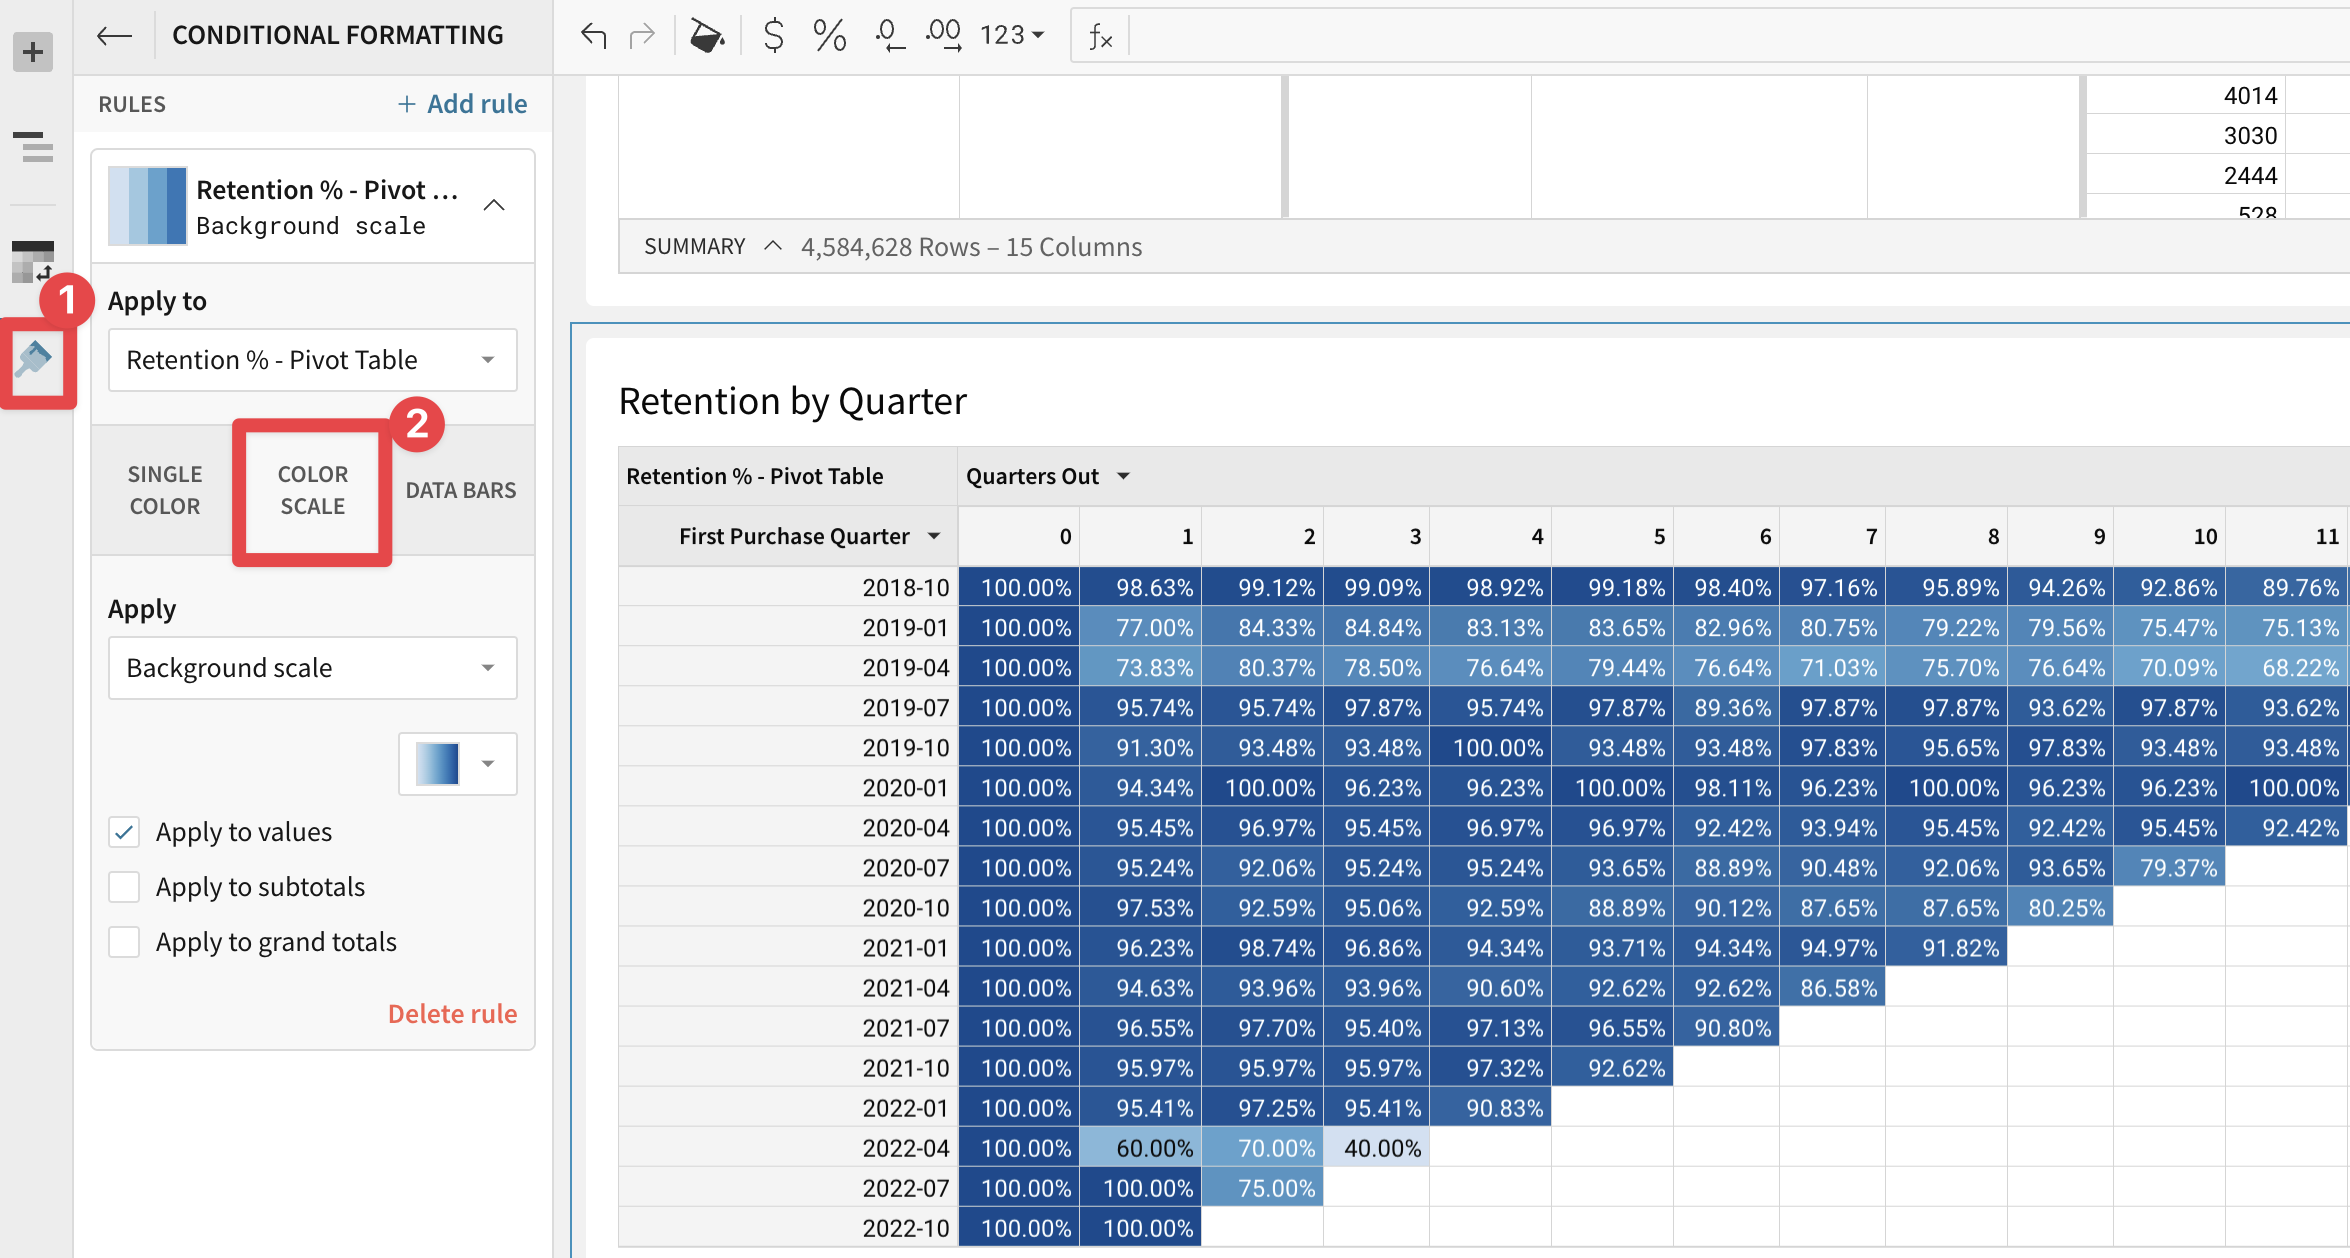 CONDITIONAL FORMATTING
$ % .0 .00 123 fx
RULES
+ Add rule
Retention % - Pivot ...
Background scale
1
Apply to
Retention % - Pivot Table
2
SINGLE COLOR
COLOR SCALE
DATA BARS
Apply
Background scale
Apply to values
Apply to subtotals
Apply to grand totals
Delete rule
4014
3030
2444
528
SUMMARY 4,584,628 Rows – 15 Columns
Retention by Quarter
Retention % - Pivot Table Quarters Out
First Purchase Quarter 0 1 2 3 4 5 6 7 8 9 10 11
2018-10 100.00% 98.63% 99.12% 99.09% 98.92% 99.18% 98.40% 97.16% 95.89% 94.26% 92.86% 89.76%
2019-01 100.00% 77.00% 84.33% 84.84% 83.13% 83.65% 82.96% 80.75% 79.22% 79.56% 75.47% 75.13%
2019-04 100.00% 73.83% 80.37% 78.50% 76.64% 79.44% 76.64% 71.03% 75.70% 76.64% 70.09% 68.22%
2019-07 100.00% 95.74% 95.74% 97.87% 95.74% 97.87% 89.36% 97.87% 97.87% 93.62% 97.87% 93.62%
2019-10 100.00% 91.30% 93.48% 93.48% 100.00% 93.48% 93.48% 97.83% 95.65% 97.83% 93.48% 93.48%
2020-01 100.00% 94.34% 100.00% 96.23% 96.23% 100.00% 98.11% 96.23% 100.00% 96.23% 96.23% 100.00%
2020-04 100.00% 95.45% 96.97% 95.45% 96.97% 96.97% 92.42% 93.94% 95.45% 92.42% 95.45% 92.42%
2020-07 100.00% 95.24% 92.06% 95.24% 95.24% 93.65% 88.89% 90.48% 92.06% 93.65% 79.37%
2020-10 100.00% 97.53% 92.59% 95.06% 92.59% 88.89% 90.12% 87.65% 87.65% 80.25%
2021-01 100.00% 96.23% 98.74% 96.86% 94.34% 93.71% 94.34% 94.97% 91.82%
2021-04 100.00% 94.63% 93.96% 93.96% 90.60% 92.62% 92.62% 86.58%
2021-07 100.00% 96.55% 97.70% 95.40% 97.13% 96.55% 90.80%
2021-10 100.00% 95.97% 95.97% 95.97% 97.32% 92.62%
2022-01 100.00% 95.41% 97.25% 95.41% 90.83%
2022-04 100.00% 60.00% 70.00% 40.00%
2022-07 100.00% 100.00% 75.00%
2022-10 100.00% 100.00%